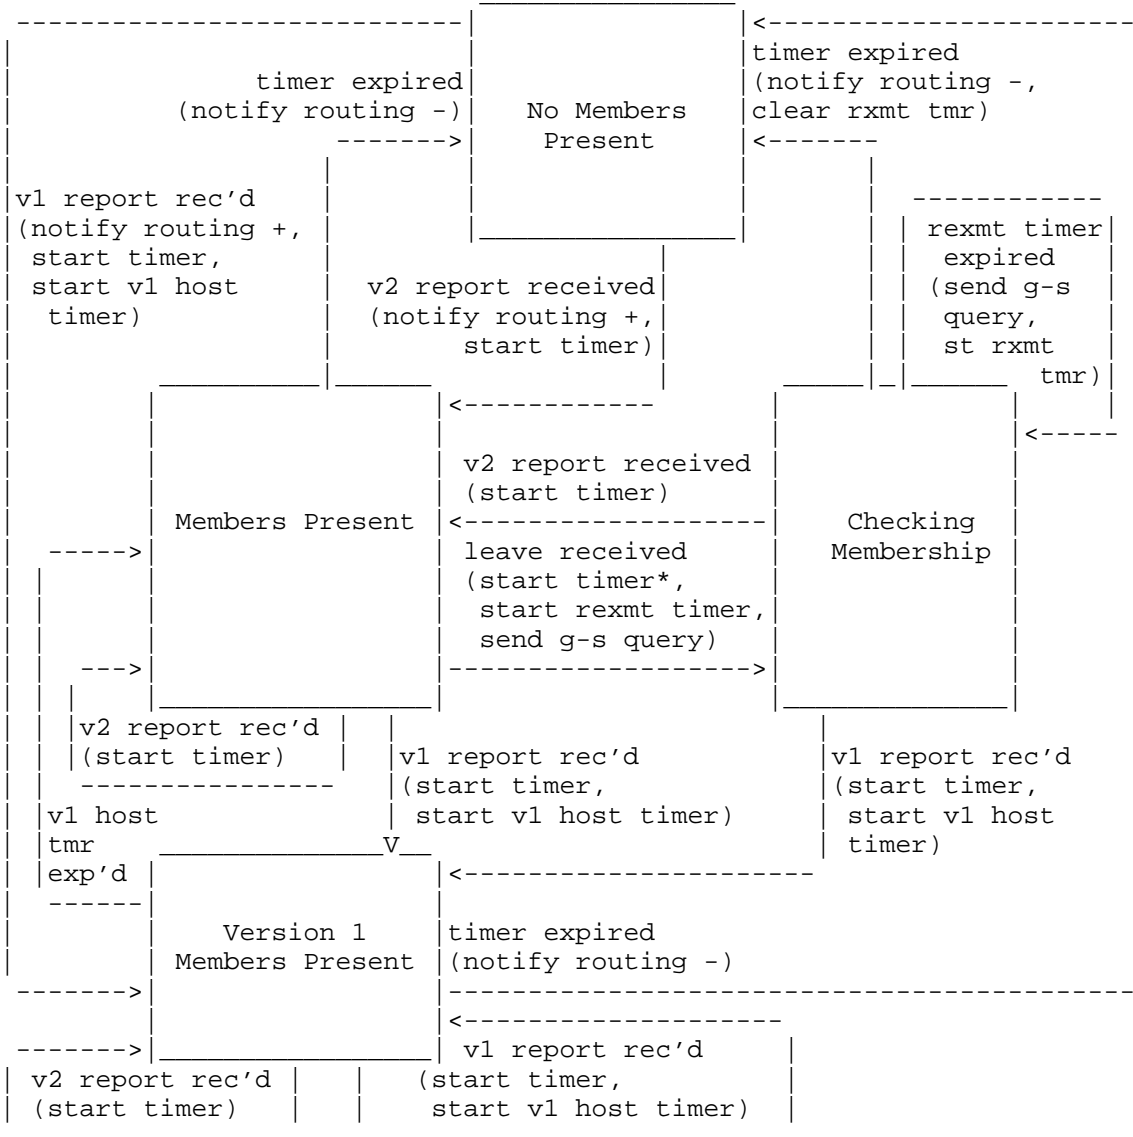 timer expired
(notify routing -)
No Members
Present
timer expired
(notify routing -,
clear rxmt tmr)
v1 report rec'd
(notify routing +,
start timer,
start v1 host
timer)
v2 report received
(notify routing +,
start timer)
rexmt timer
expired
(send g-s
query,
st rxmt
tmr)
v2 report received
(start timer)
Members Present
Checking
Membership
leave received
(start timer*,
start rexmt timer,
send g-s query)
v2 report rec'd
(start timer)
v1 report rec'd
(start timer,
start v1 host timer)
v1 report rec'd
(start timer,
start v1 host
timer)
v1 host
tmr
exp'd
V
Version 1
Members Present
timer expired
(notify routing -)
v1 report rec'd
(start timer,
start v1 host timer)
v2 report rec'd
(start timer)